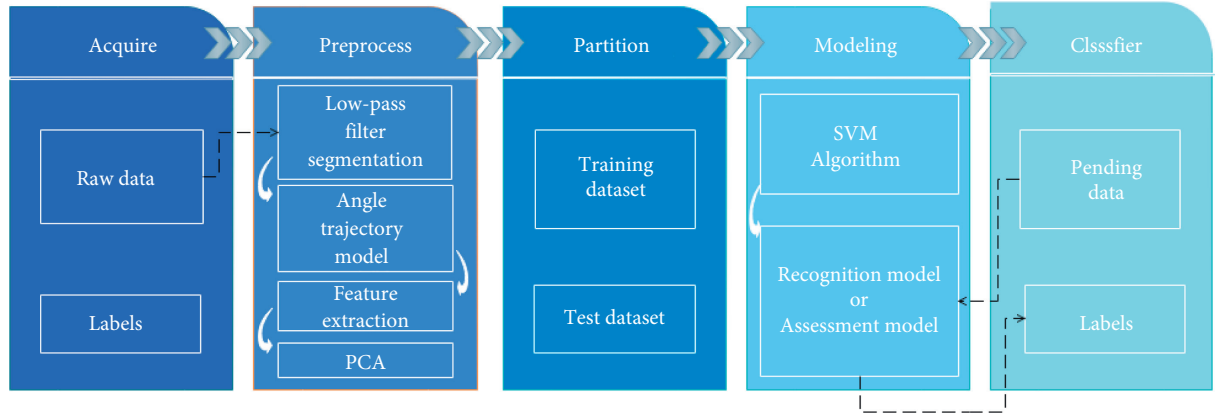 Acquire
Preprocess
Partition
Modeling
Clsssfier
Raw data
Labels
Low-pass
filter
segmentation
Angle
trajectory
model
Feature
extraction
PCA
Training
dataset
Test dataset
SVM
Algorithm
Recognition model
or
Assessment model
Pending
data
Labels